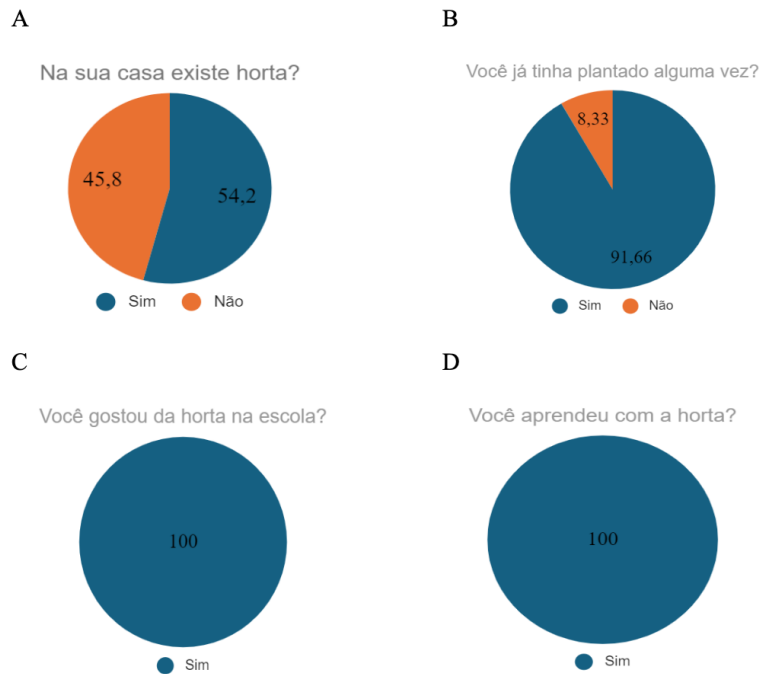 A
Na sua casa existe horta?
45,8
54,2
Sim Não
B
Você já tinha plantado alguma vez?
8,33
91,66
Sim Não
C
Você gostou da horta na escola?
100
Sim
D
Você aprendeu com a horta?
100
Sim